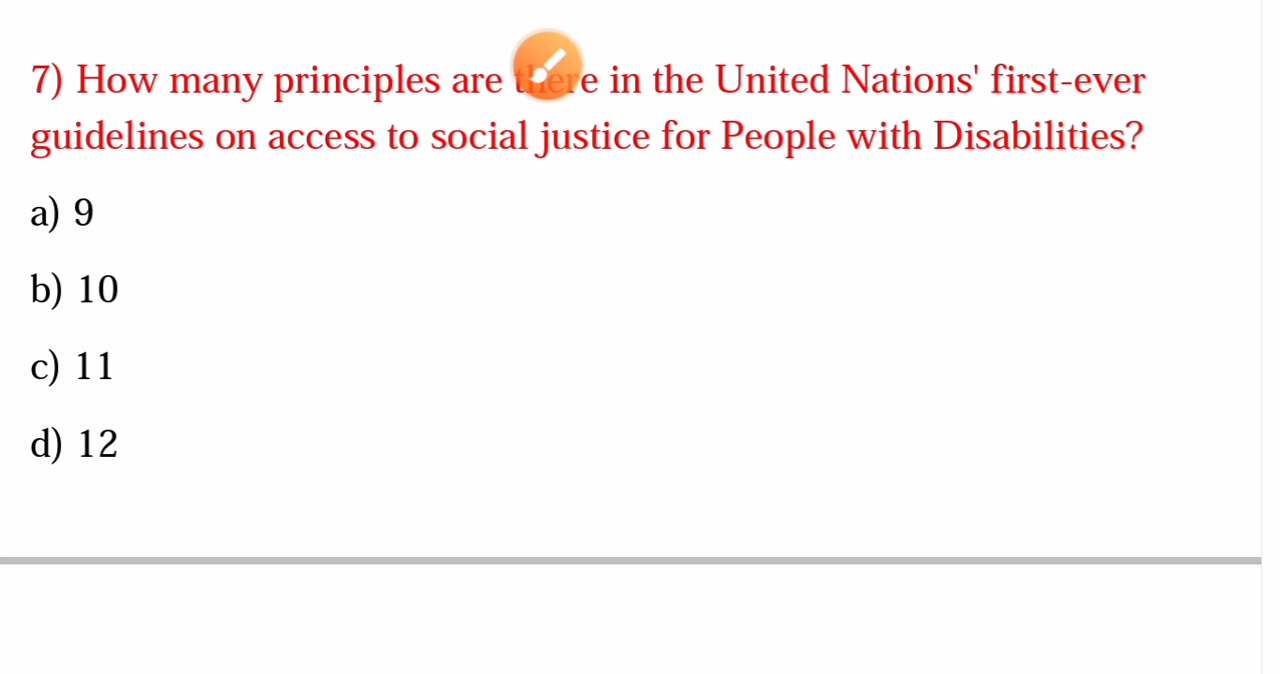 7) How many principles are there in the United Nations' first-ever
guidelines on access to social justice for People with Disabilities?
a) 9
b) 10
c) 11
d) 12